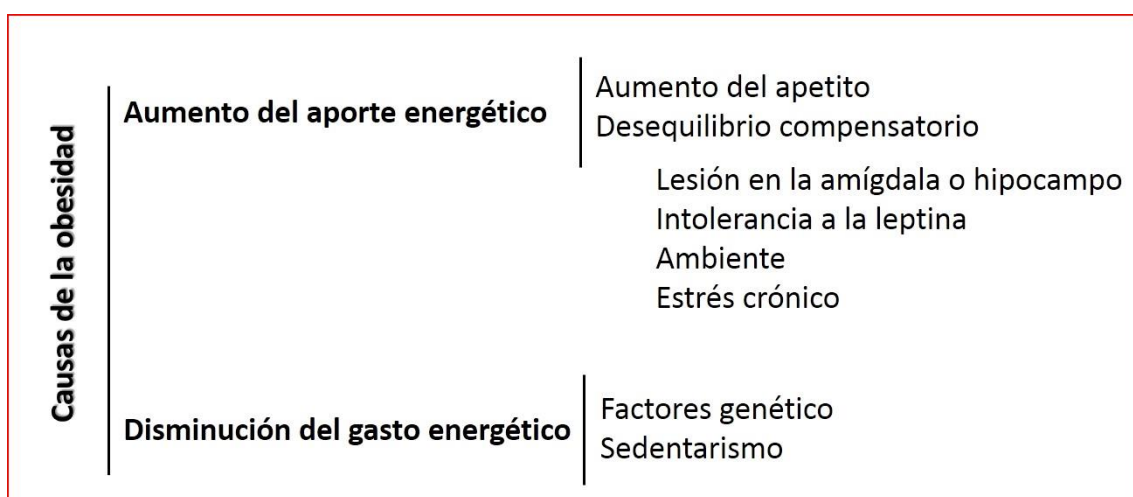 Causas de la obesidad
Aumento del aporte energético
Aumento del apetito
Desequilibrio compensatorio
Lesión en la amígdala o hipocampo
Intolerancia a la leptina
Ambiente
Estrés crónico
Disminución del gasto energético
Factores genético
Sedentarismo